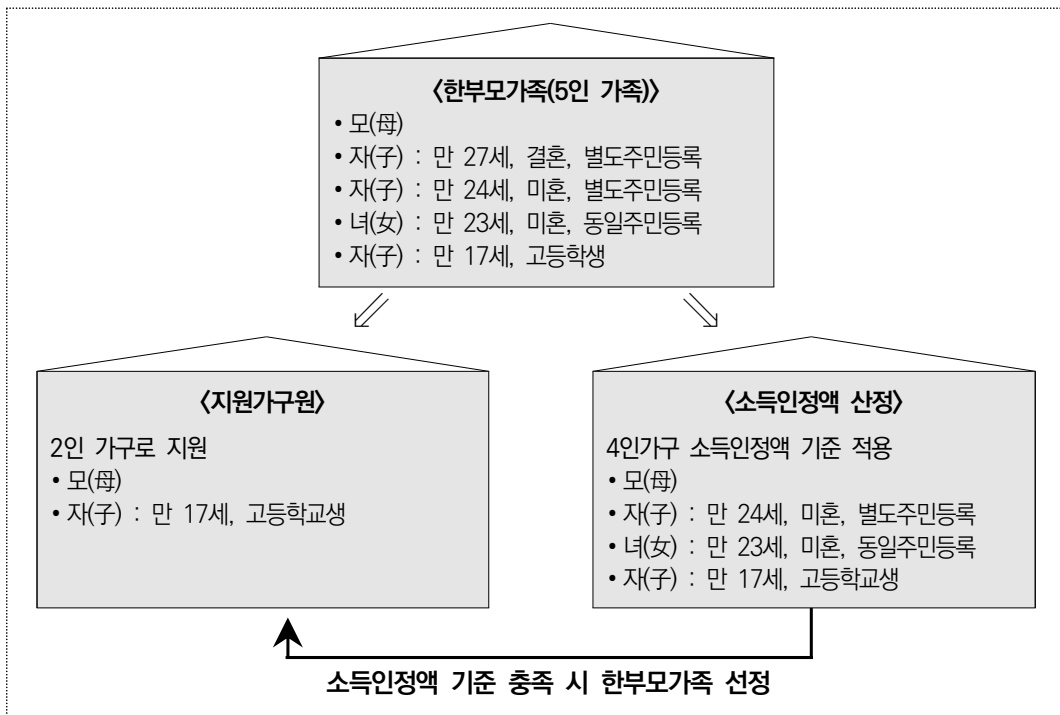 〈한부모가족(5인 가족)〉
• 모(母)
• 자(子) : 만 27세, 결혼, 별도주민등록
• 자(子) : 만 24세, 미혼, 별도주민등록
• 녀(女) : 만 23세, 미혼, 동일주민등록
• 자(子) : 만 17세, 고등학생
〈지원가구원〉
2인 가구로 지원
• 모(母)
• 자(子) : 만 17세, 고등학교생
〈소득인정액 산정〉
4인가구 소득인정액 기준 적용
• 모(母)
• 자(子) : 만 24세, 미혼, 별도주민등록
• 녀(女) : 만 23세, 미혼, 동일주민등록
• 자(子) : 만 17세, 고등학교생
소득인정액 기준 충족 시 한부모가족 선정